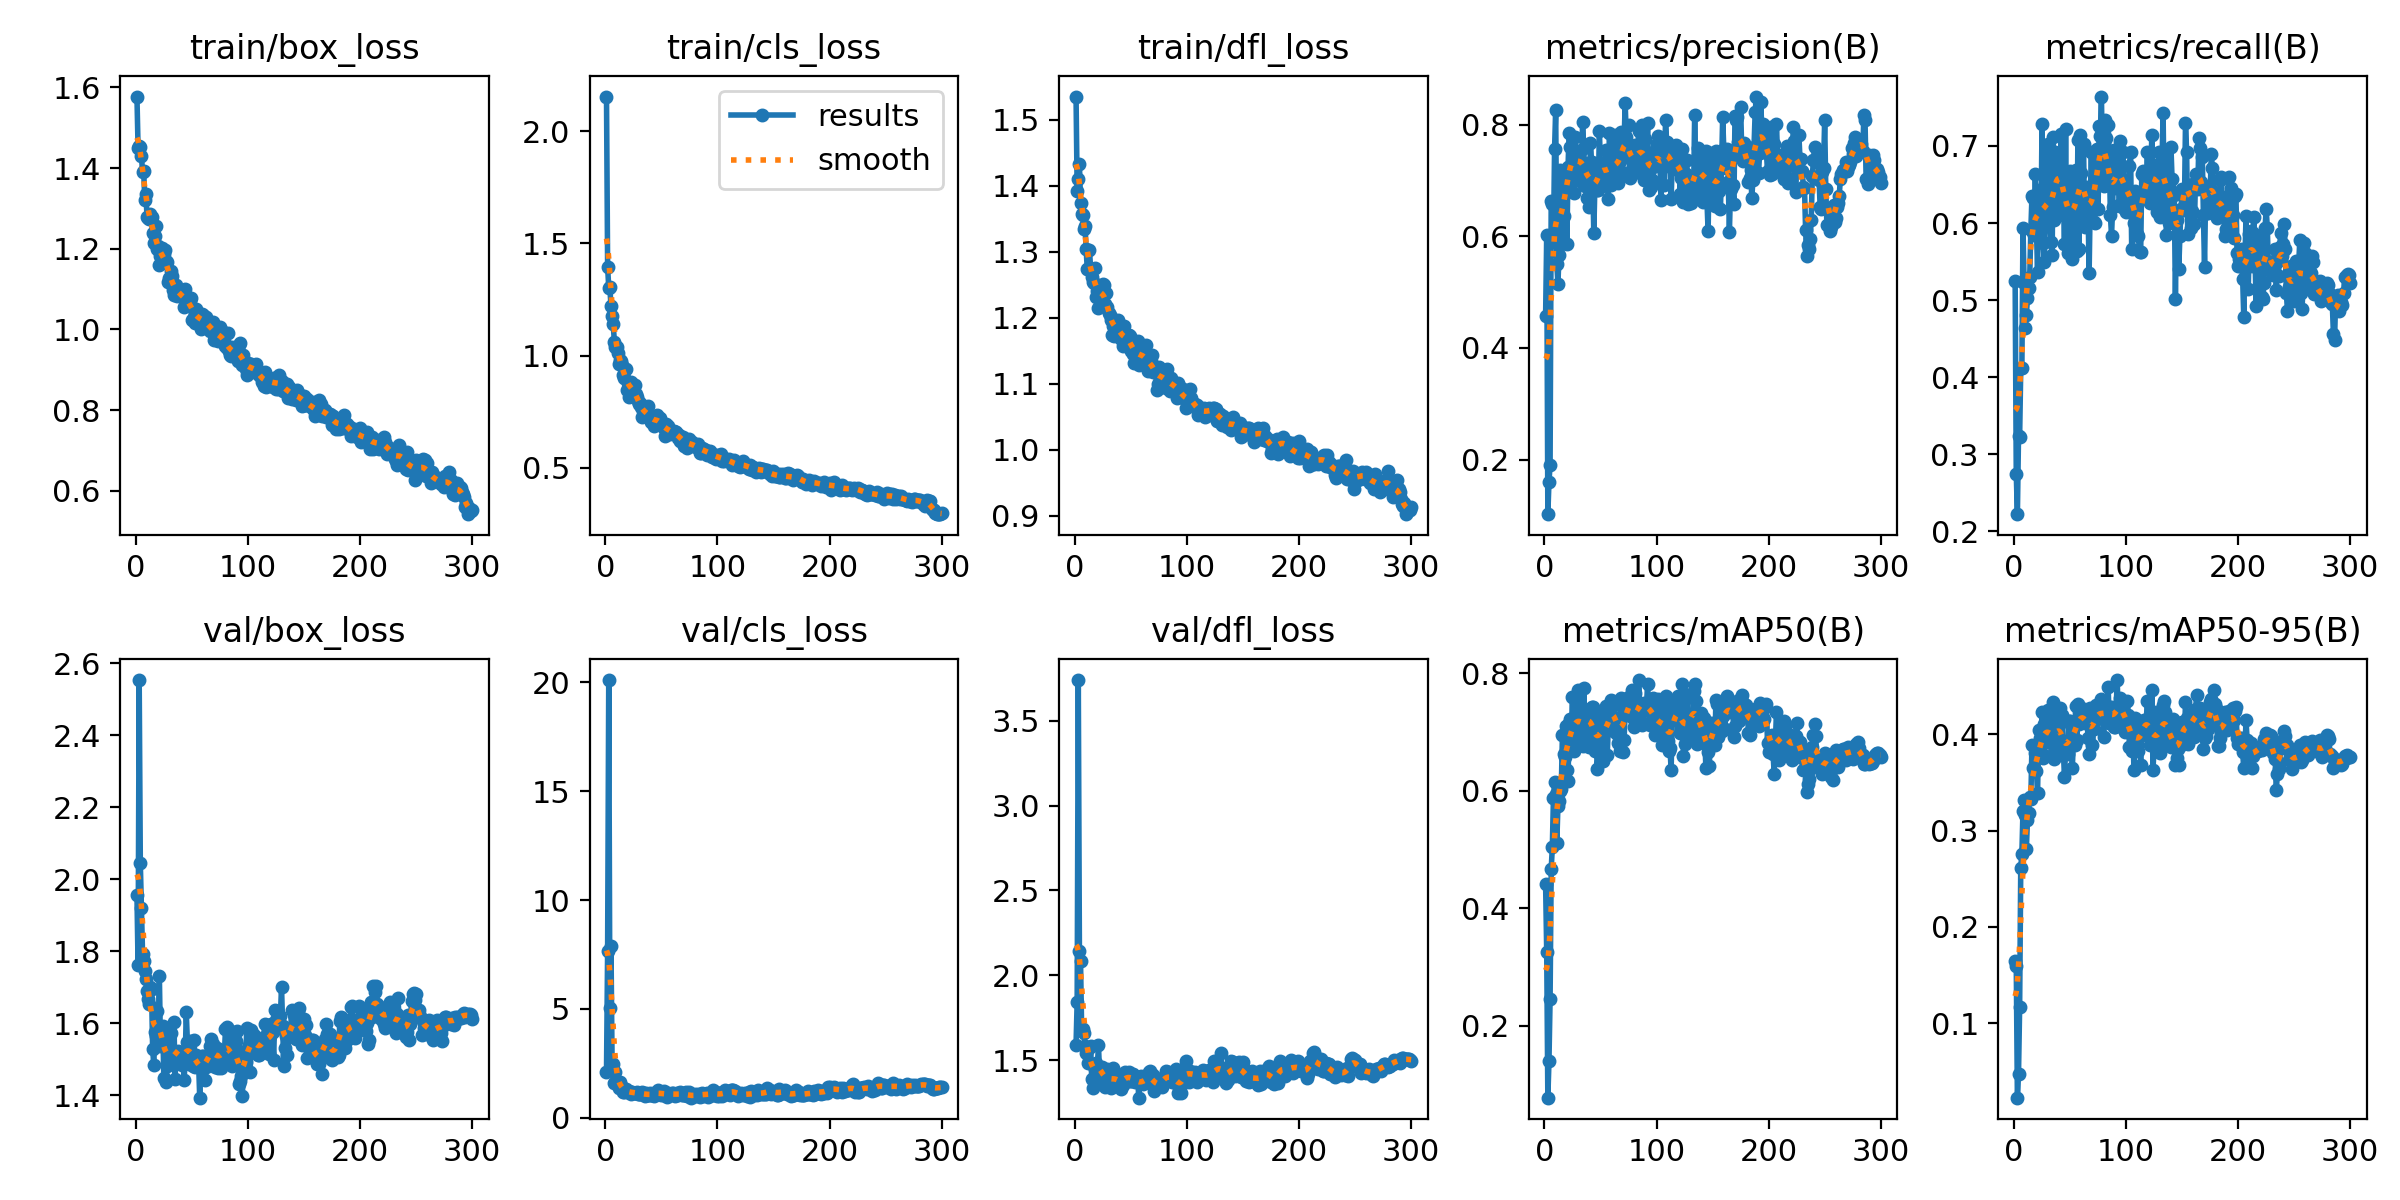 train/box_loss
1.6
1.4
1.2
1.0
0.8
0.6
0 100 200 300
train/cls_loss
results
smooth
2.0
1.5
1.0
0.5
0 100 200 300
train/dfl_loss
1.5
1.4
1.3
1.2
1.1
1.0
0.9
0 100 200 300
metrics/precision(B)
0.8
0.6
0.4
0.2
0 100 200 300
metrics/recall(B)
0.7
0.6
0.5
0.4
0.3
0.2
0 100 200 300
val/box_loss
2.6
2.4
2.2
2.0
1.8
1.6
1.4
0 100 200 300
val/cls_loss
20
15
10
5
0
0 100 200 300
val/dfl_loss
3.5
3.0
2.5
2.0
1.5
0 100 200 300
metrics/mAP50(B)
0.8
0.6
0.4
0.2
0 100 200 300
metrics/mAP50-95(B)
0.4
0.3
0.2
0.1
0 100 200 300